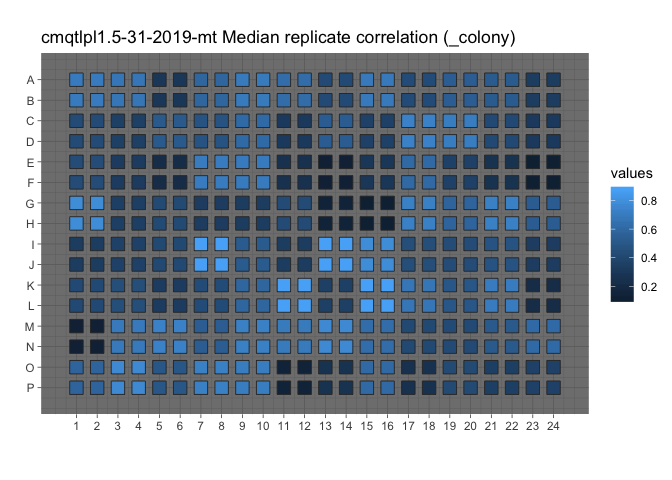 cmqtlpl1.5-31-2019-mt Median replicate correlation (_colony)
A
B
C
D
E
F
G
H
I
J
K
L
M
N
O
P
1 2 3 4 5 6 7 8 9 10 11 12 13 14 15 16 17 18 19 20 21 22 23 24
values
0.8
0.6
0.4
0.2